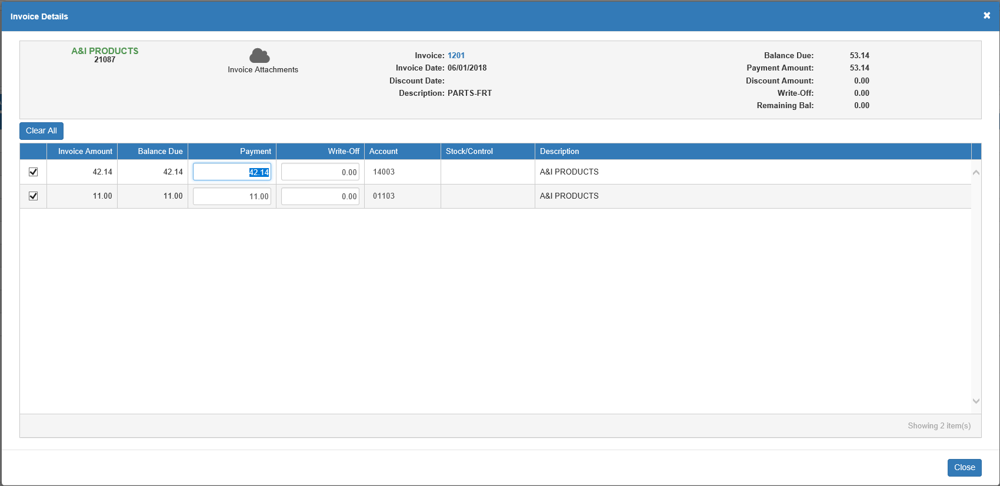 Invoice Details
A&I PRODUCTS
21087
Invoice Attachments
Invoice: 1201
Invoice Date: 06/01/2018
Discount Date:
Description: PARTS-FRT
Balance Due: 53.14
Payment Amount: 53.14
Discount Amount: 0.00
Write-Off: 0.00
Remaining Bal: 0.00
Clear All
Invoice Amount Balance Due Payment Write-Off Account Stock/Control Description
42.14 42.14 42.14 0.00 14003 A&I PRODUCTS
11.00 11.00 11.00 0.00 01103 A&I PRODUCTS
Showing 2 item(s)
Close